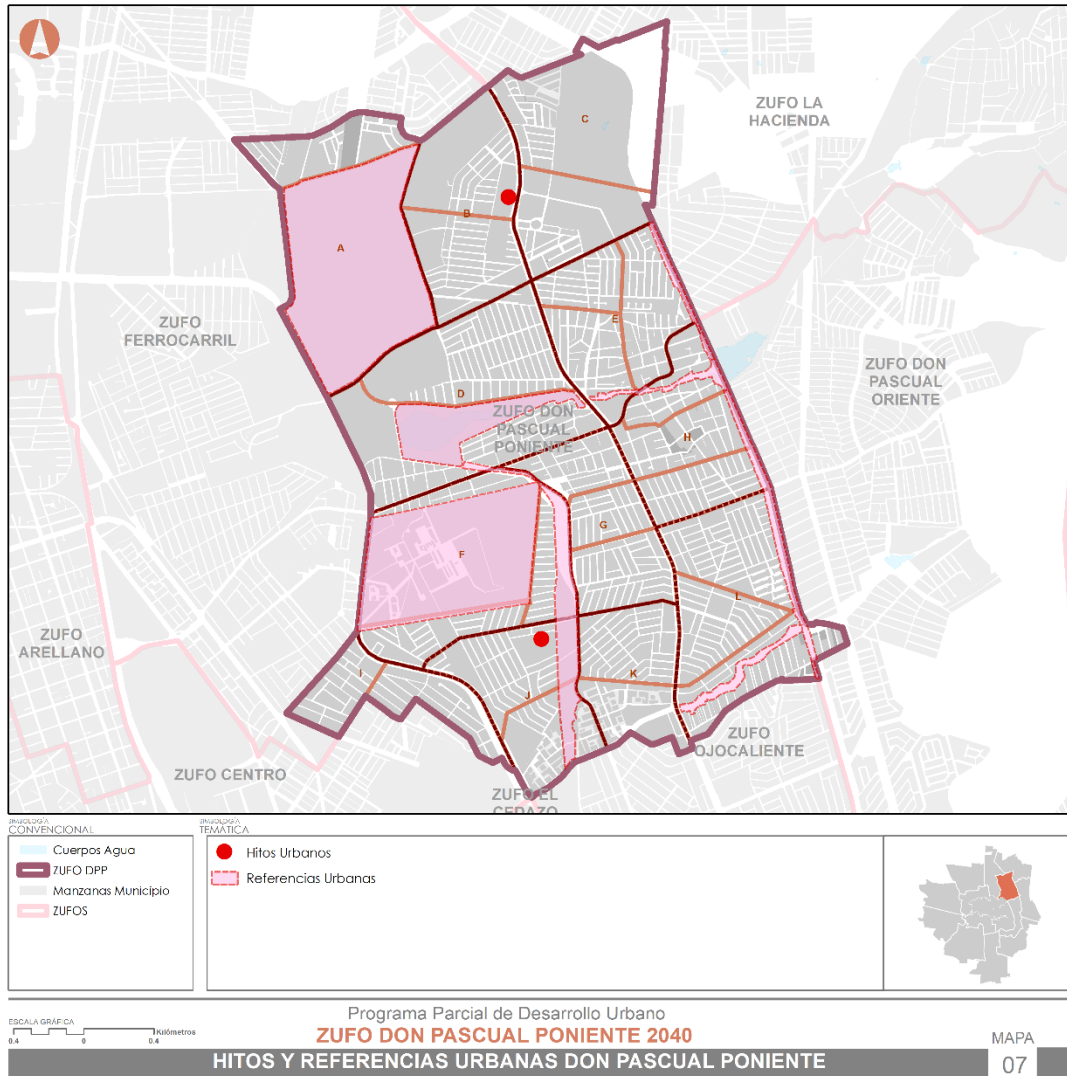 C
ZUFO LA
HACIENDA
B
A
E
ZUFO
FERROCARRIL
ZUFO DON
PASCUAL
ORIENTE
D
ZUFO DON
PASCUAL
PONIENTE
H
G
F
L
ZUFO
ARELLANO
I
K
J
ZUFO
OJOCALIENTE
ZUFO CENTRO
ZUFO EL
CEDAZO
SIMBOLOGÍA
CONVENCIONAL
Cuerpos Agua
ZUFO DPP
Manzanas Municipio
ZUFOS
SIMBOLOGÍA
TEMATICA
Hitos Urbanos
Referencias Urbanas
ESCALA GRÁFICA
0.4 0 0.4 Kilómetros
Programa Parcial de Desarrollo Urbano
ZUFO DON PASCUAL PONIENTE 2040
HITOS Y REFERENCIAS URBANAS DON PASCUAL PONIENTE
MAPA
07